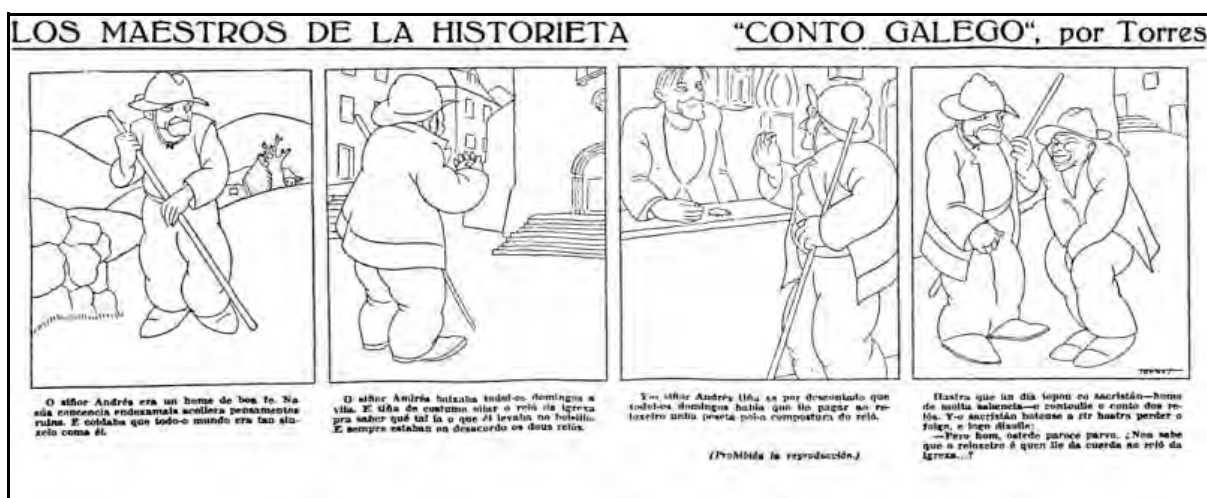 LOS MAESTROS DE LA HISTORIETA
"CONTO GALEGO", por Torres
O siñor Andrés era un home de boa fe. Na
súa concencia endexamais acollera pensamentos
ruins. E coidaba que todo-o mundo era tan sin-
xelo coma él.
O siñor Andrés baixaba todol-os domingos a
vila. E tiña de costume ollar o reló da igrexa
pra saber qué tal ía o que él levaba no bolsillo.
E sempre estaban en desacordo os dous relós.
Y-o siñor Andrés tiña xa por descontado que
todol-os domingos había que lle pagar ao re-
loxeiro unha peseta pol-a compostura do reló.
(Prohibida la reproducción.)
TORRES
Hastra que un día topou co sacristán—home
de moita saliencia—e contoulle o conto dos re-
lós. Y-o sacristán botouse a rir hastra perder o
folgo, e logo díxolle:
—Pero hom, ostede parece parvo. ¿Non sabe
que o reloxeiro é quen lle da cuerda ao reló da
igrexa...?